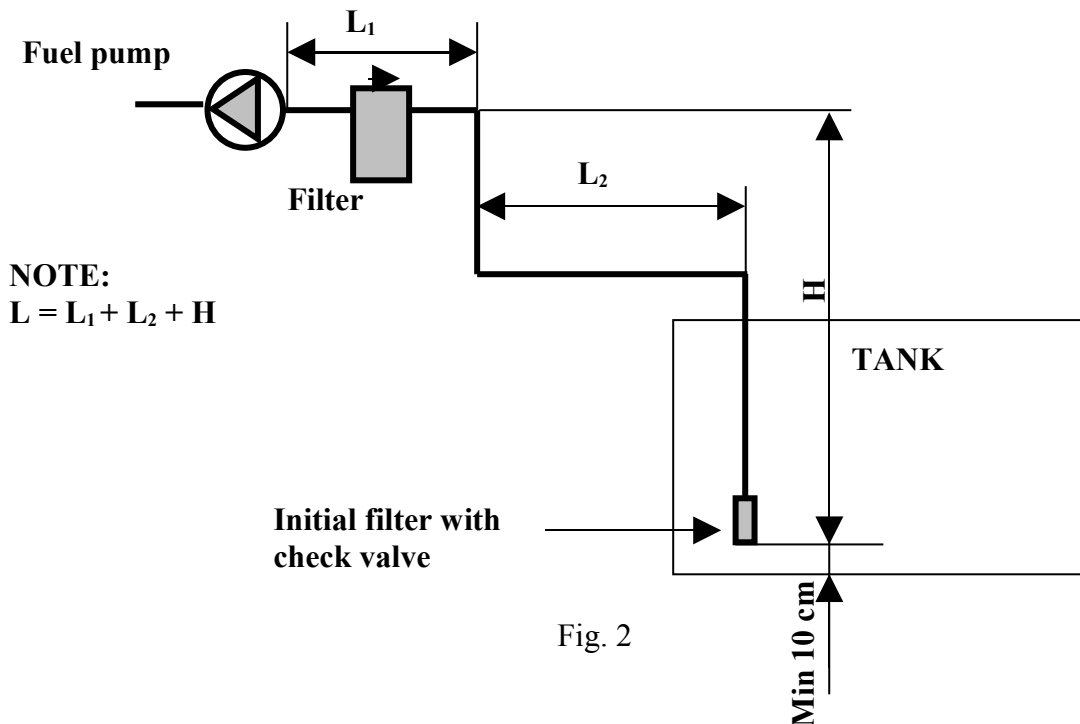 L₁
Fuel pump
Filter
L₂
NOTE:
L = L₁ + L₂ + H
H
TANK
Initial filter with
check valve
Min 10 cm
Fig. 2